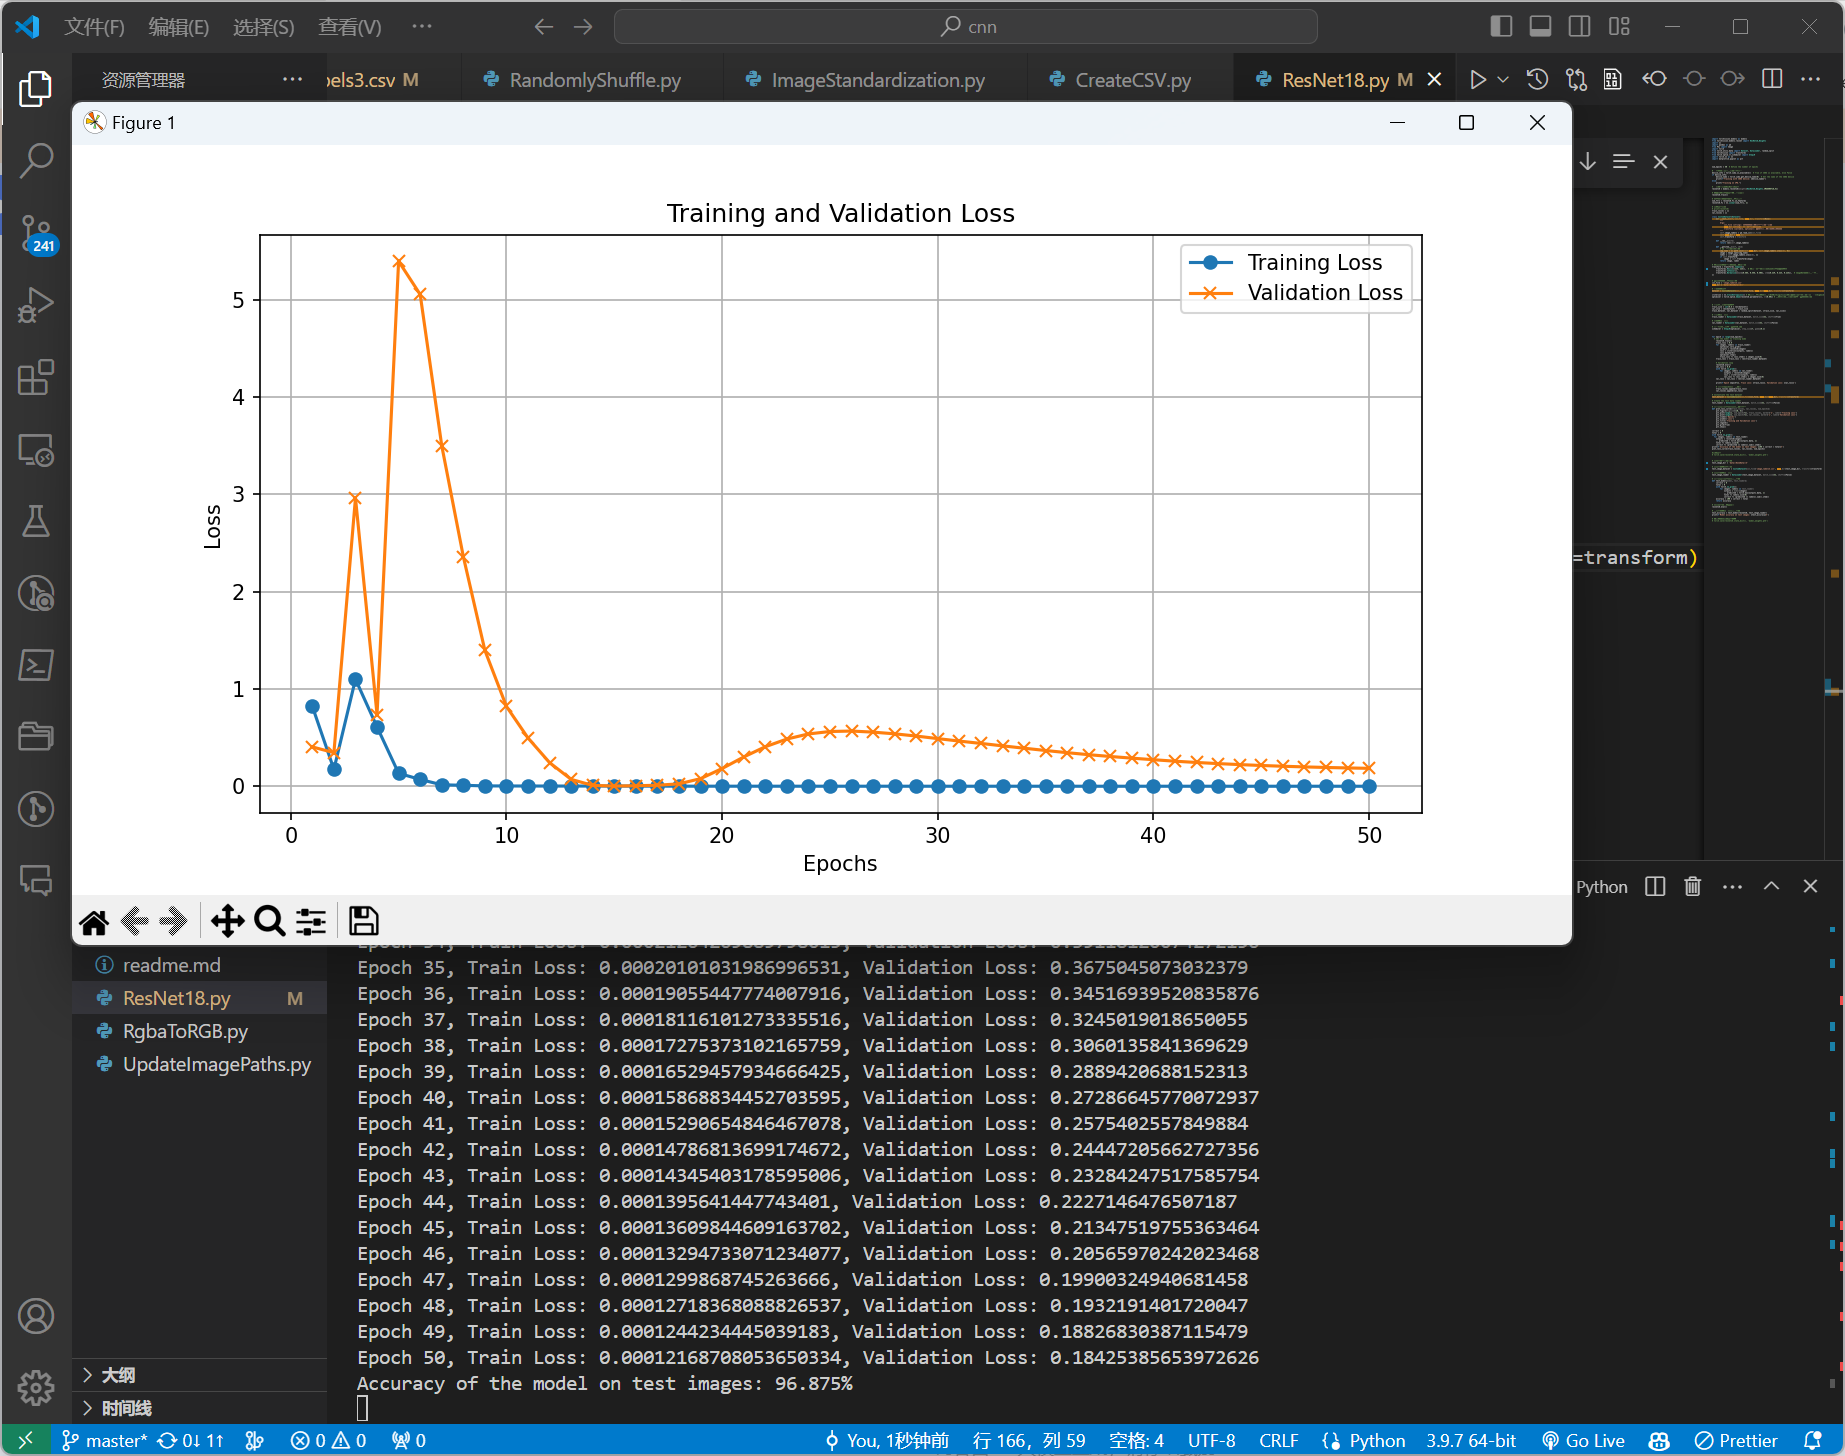 文件(F) 编辑(E) 选择(S) 查看(V) ··· cnn
资源管理器 ··· bels3.csv M RandomlyShuffle.py ImageStandardization.py CreateCSV.py ResNet18.py M
Figure 1
Training and Validation Loss
Training Loss
Validation Loss
5
4
3
2
1
0
Loss
0 10 20 30 40 50
Epochs
=transform)
241
Python
readme.md
ResNet18.py M
RgbaToRGB.py
UpdateImagePaths.py
大纲
时间线
Epoch 35, Train Loss: 0.00020101031986996531, Validation Loss: 0.3675045073032379
Epoch 36, Train Loss: 0.00019055447774007916, Validation Loss: 0.34516939520835876
Epoch 37, Train Loss: 0.00018116101273335516, Validation Loss: 0.3245019018650055
Epoch 38, Train Loss: 0.00017275373102165759, Validation Loss: 0.3060135841369629
Epoch 39, Train Loss: 0.00016529457934666425, Validation Loss: 0.2889420688152313
Epoch 40, Train Loss: 0.00015868834452703595, Validation Loss: 0.27286645770072937
Epoch 41, Train Loss: 0.00015290654846467078, Validation Loss: 0.2575402557849884
Epoch 42, Train Loss: 0.00014786813699174672, Validation Loss: 0.24447205662727356
Epoch 43, Train Loss: 0.00014345403178595006, Validation Loss: 0.23284247517585754
Epoch 44, Train Loss: 0.0001395641447743401, Validation Loss: 0.2227146476507187
Epoch 45, Train Loss: 0.00013609844609163702, Validation Loss: 0.21347519755363464
Epoch 46, Train Loss: 0.00013294733071234077, Validation Loss: 0.20565970242023468
Epoch 47, Train Loss: 0.0001299868745263666, Validation Loss: 0.19900324940681458
Epoch 48, Train Loss: 0.00012718368088826537, Validation Loss: 0.1932191401720047
Epoch 49, Train Loss: 0.0001244234445039183, Validation Loss: 0.18826830387115479
Epoch 50, Train Loss: 0.00012168708053650334, Validation Loss: 0.18425385653972626
Accuracy of the model on test images: 96.875%
master* 0↓ 1↑ 0 0 0 You, 1秒钟前 行 166, 列 59 空格: 4 UTF-8 CRLF Python 3.9.7 64-bit Go Live Prettier